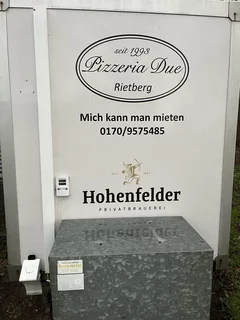 seit 1993
Pizzeria Due
Rietberg
Mich kann man mieten
0170/9575485
Hohenfelder
PRIVATBRAUEREI